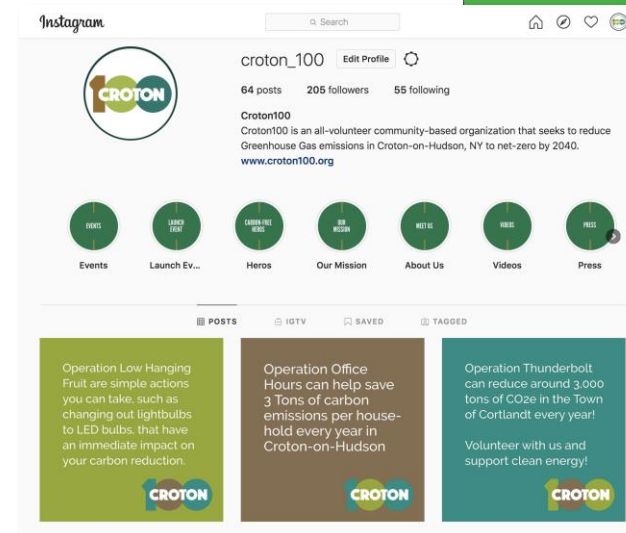 Instagram
Search
croton_100 Edit Profile
64 posts 205 followers 55 following
Croton100
Croton100 is an all-volunteer community-based organization that seeks to reduce
Greenhouse Gas emissions in Croton-on-Hudson, NY to net-zero by 2040.
www.croton100.org
CROTON
EVENTS
LAUNCH
EVENT
CARBON-FREE
HEROS
OUR
MISSION
MEET US
VIDEOS
PRESS
Events Launch Ev... Heros Our Mission About Us Videos Press
POSTS IGTV SAVED TAGGED
Operation Low Hanging
Fruit are simple actions
you can take, such as
changing out lightbulbs
to LED bulbs, that have
an immediate impact on
your carbon reduction.
CROTON
Operation Office
Hours can help save
3 Tons of carbon
emissions per house-
hold every year in
Croton-on-Hudson
CROTON
Operation Thunderbolt
can reduce around 3,000
tons of CO2e in the Town
of Cortlandt every year!
Volunteer with us and
support clean energy!
CROTON